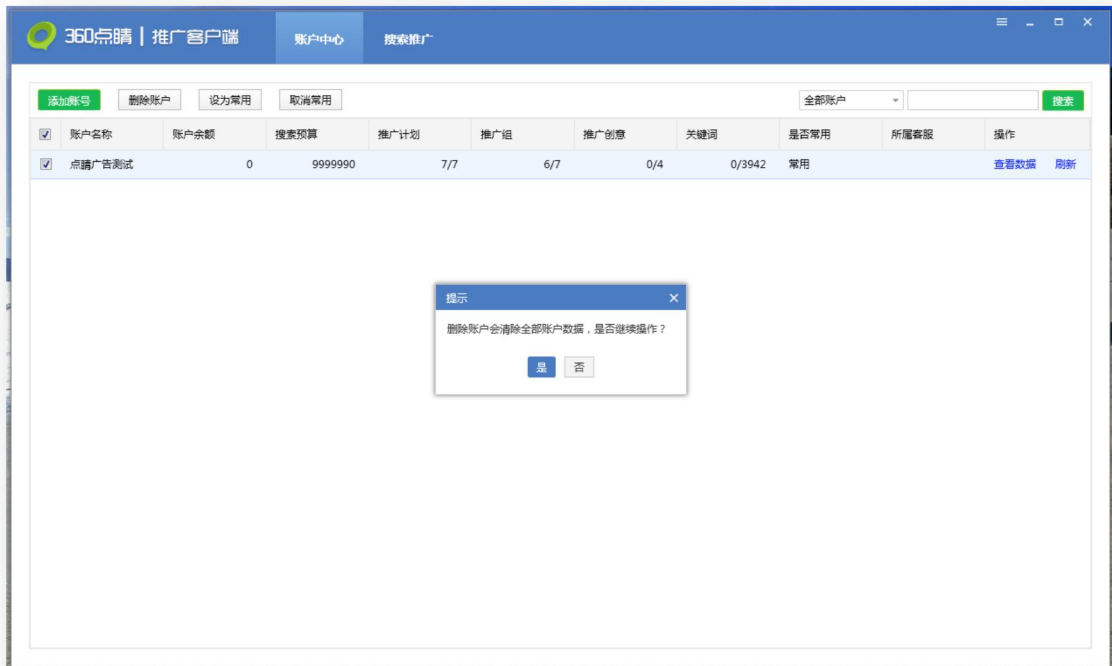 360点睛 | 推广客户端 账户中心 搜索推广
添加账号 删除账户 设为常用 取消常用 全部账户 搜索
账户名称 账户余额 搜索预算 推广计划 推广组 推广创意 关键词 是否常用 所属客服 操作
点睛广告测试 0 9999990 7/7 6/7 0/4 0/3942 常用 查看数据 刷新
提示
删除账户会清除全部账户数据，是否继续操作？
是 否